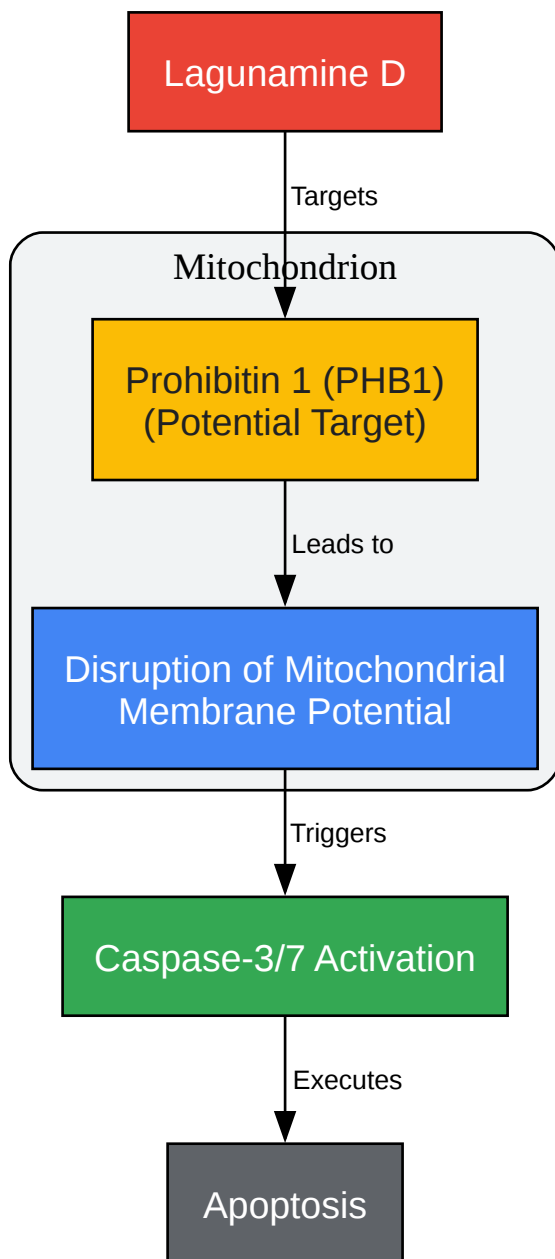 Lagunamine D
Targets
Mitochondrion
Prohibitin 1 (PHB1)
(Potential Target)
Leads to
Disruption of Mitochondrial
Membrane Potential
Triggers
Caspase-3/7 Activation
Executes
Apoptosis